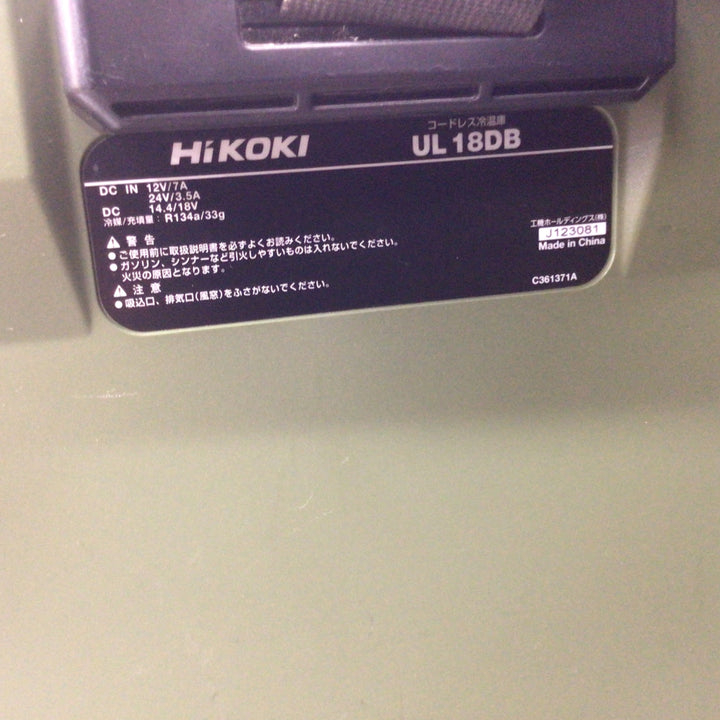 HiKOKI
コードレス冷温庫
UL 18DB
DC IN 12V/7A
24V/3.5A
DC 14.4/18V
冷媒/充填量: R134a/33g
警告
● ご使用前に取扱説明書を必ずよくお読みください。
● ガソリン、シンナーなど引火しやすいものは入れないでください。
火災の原因となります。
注意
● 吸込口、排気口(風窓)をふさがないでください。
工機ホールディングス(株)
J123081
Made in China
C361371A